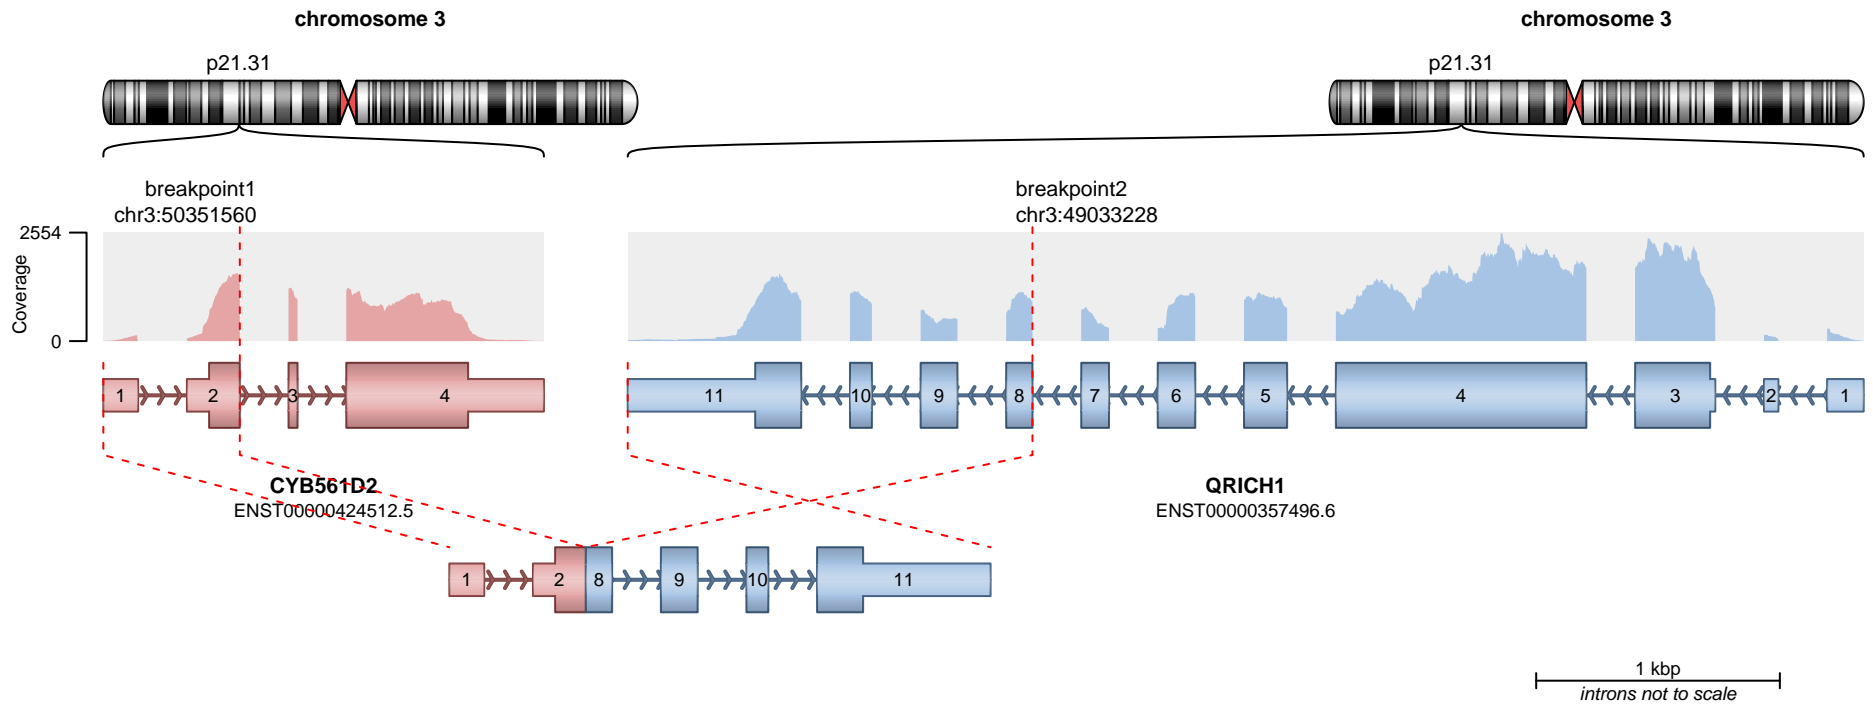 chromosome 3
chromosome 3
p21.31
p21.31
breakpoint1
chr3:50351560
breakpoint2
chr3:49033228
2554
Coverage
0
1 2 3 4
11 10 9 8 7 6 5 4 3 2 1
CYB561D2
ENST00000424512.5
QRICH1
ENST00000357496.6
1 2 8 9 10 11
1 kbp
introns not to scale